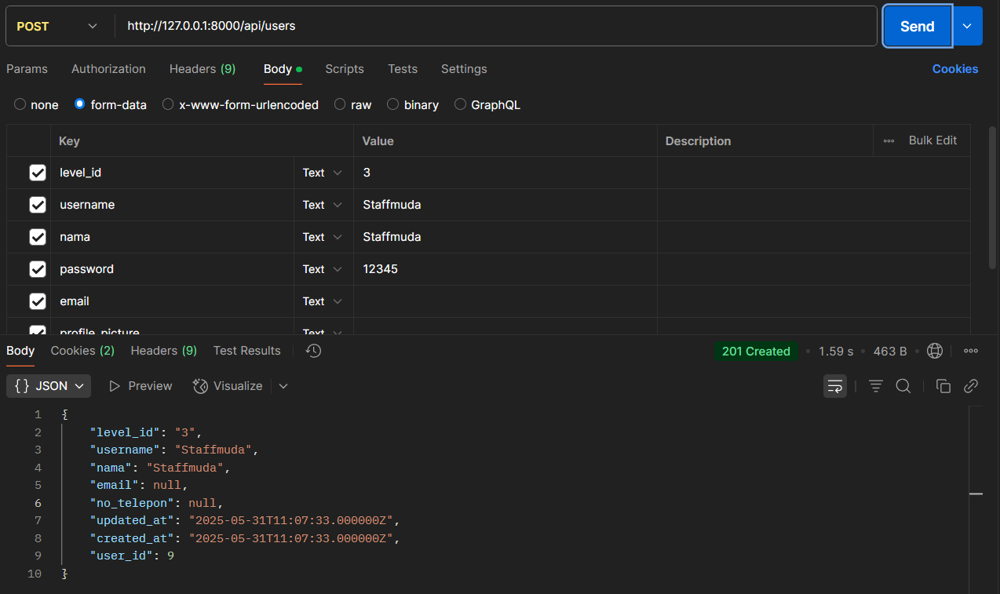 POST http://127.0.0.1:8000/api/users Send
Params Authorization Headers (9) Body Scripts Tests Settings Cookies
none form-data x-www-form-urlencoded raw binary GraphQL
Key Value Description Bulk Edit
level_id Text 3
username Text Staffmuda
nama Text Staffmuda
password Text 12345
email Text
profile_picture Text
Body Cookies (2) Headers (9) Test Results 201 Created 1.59 s 463 B
{} JSON Preview Visualize
1 {
2 "level_id": "3",
3 "username": "Staffmuda",
4 "nama": "Staffmuda",
5 "email": null,
6 "no_telepon": null,
7 "updated_at": "2025-05-31T11:07:33.000000Z",
8 "created_at": "2025-05-31T11:07:33.000000Z",
9 "user_id": 9
10 }